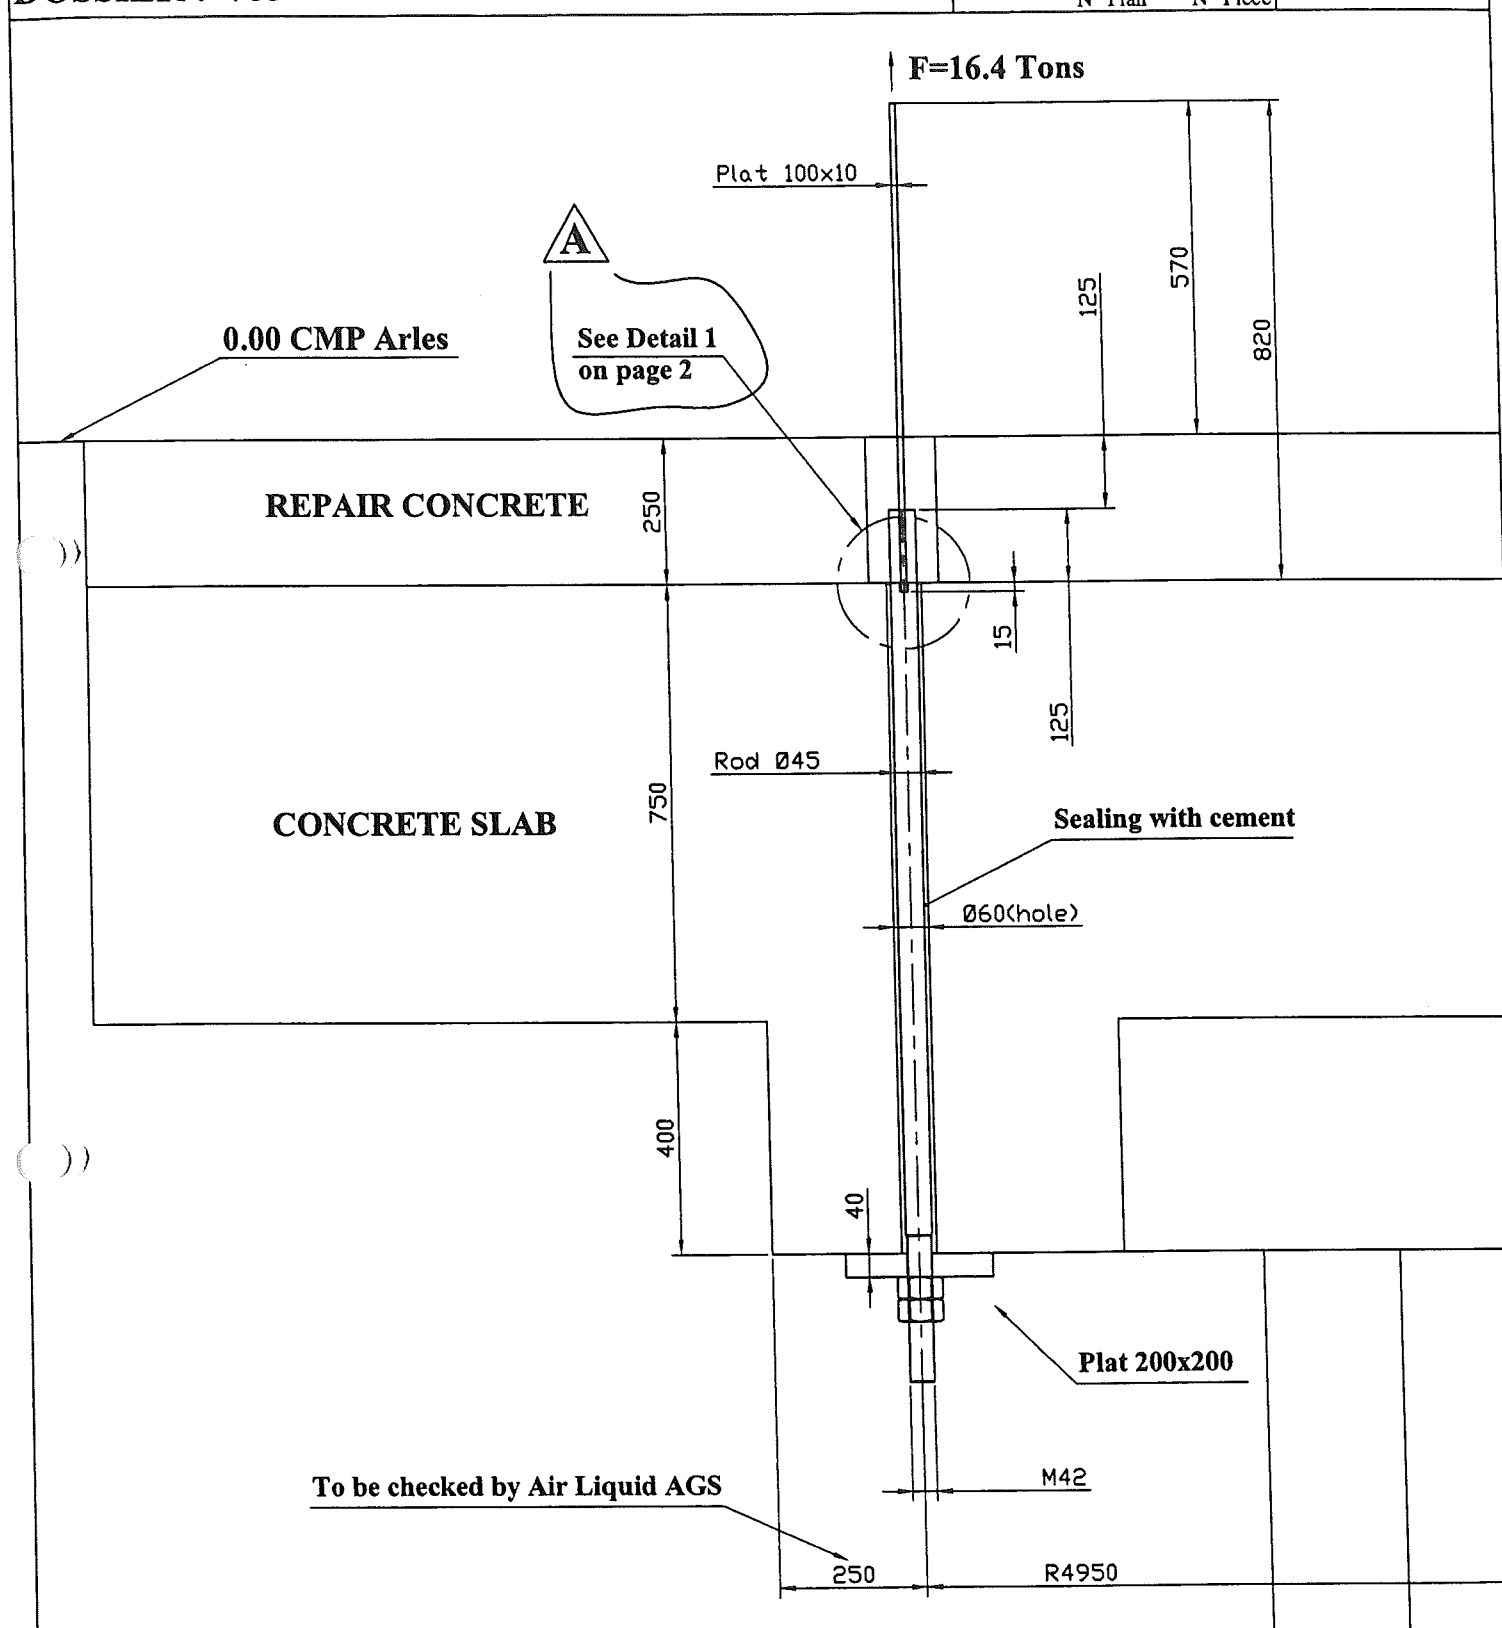 F=16.4 Tons
Plat 100x10
A
570
125
820
0.00 CMP Arles
See Detail 1
on page 2
REPAIR CONCRETE
250
15
125
Rod Ø45
750
CONCRETE SLAB
Sealing with cement
Ø60(hole)
400
40
Plat 200x200
To be checked by Air Liquid AGS
M42
250
R4950